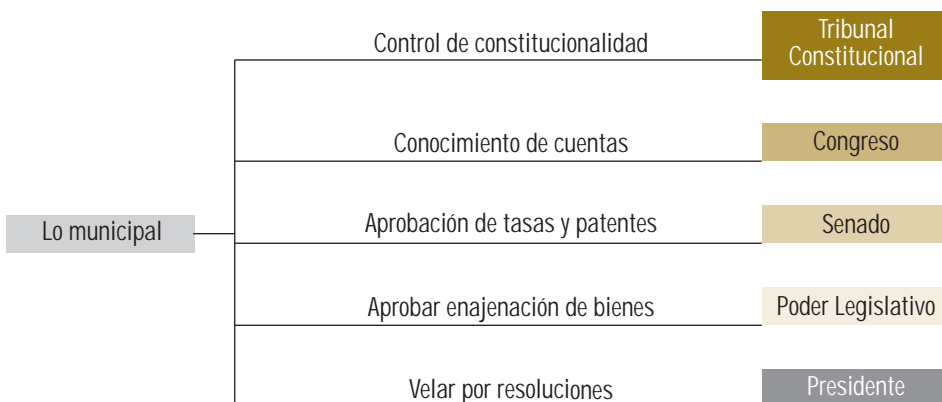 Control de constitucionalidad
Tribunal
Constitucional
Conocimiento de cuentas
Congreso
Lo municipal
Aprobación de tasas y patentes
Senado
Aprobar enajenación de bienes
Poder Legislativo
Velar por resoluciones
Presidente